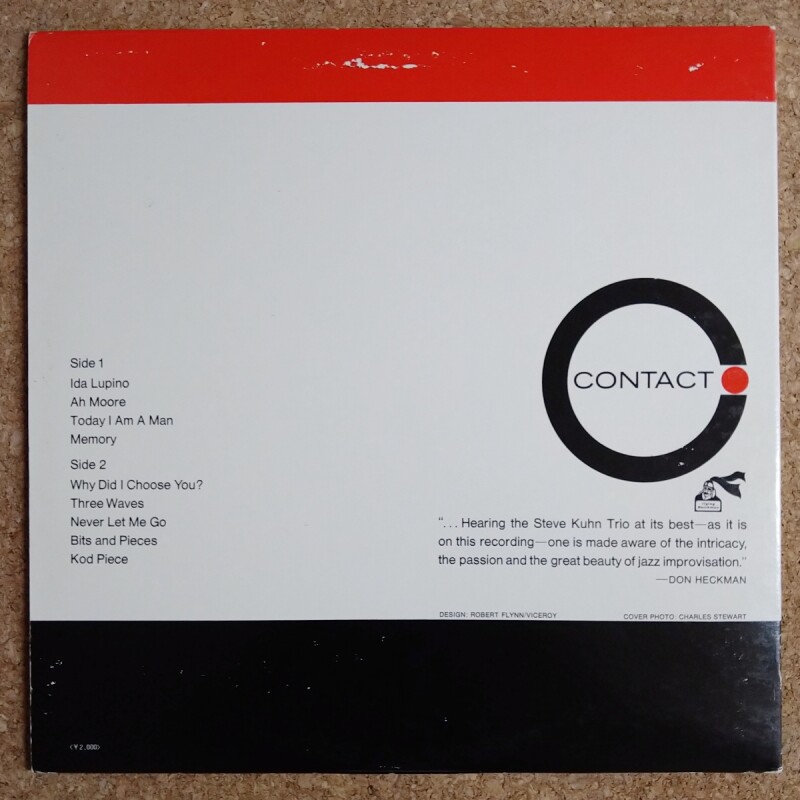 Side 1
Ida Lupino
Ah Moore
Today I Am A Man
Memory
Side 2
Why Did I Choose You?
Three Waves
Never Let Me Go
Bits and Pieces
Kod Piece
CONTACT
“. . . Hearing the Steve Kuhn Trio at its best—as it is
on this recording—one is made aware of the intricacy,
the passion and the great beauty of jazz improvisation.”
—DON HECKMAN
DESIGN: ROBERT FLYNN/VICEROY
COVER PHOTO: CHARLES STEWART
<¥2,000>